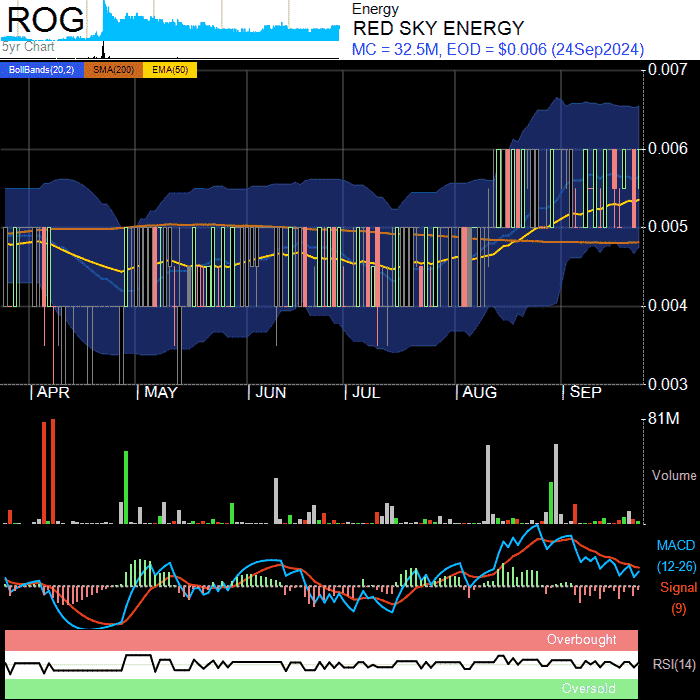 ROG
5yr Chart
Energy
RED SKY ENERGY
MC = 32.5M, EOD = $0.006 (24Sep2024)
BollBands(20,2) SMA(200) EMA(50)
0.007
0.006
0.005
0.004
0.003
APR MAY JUN JUL AUG SEP
81M
Volume
MACD
(12-26)
Signal
(9)
Overbought
RSI(14)
Oversold